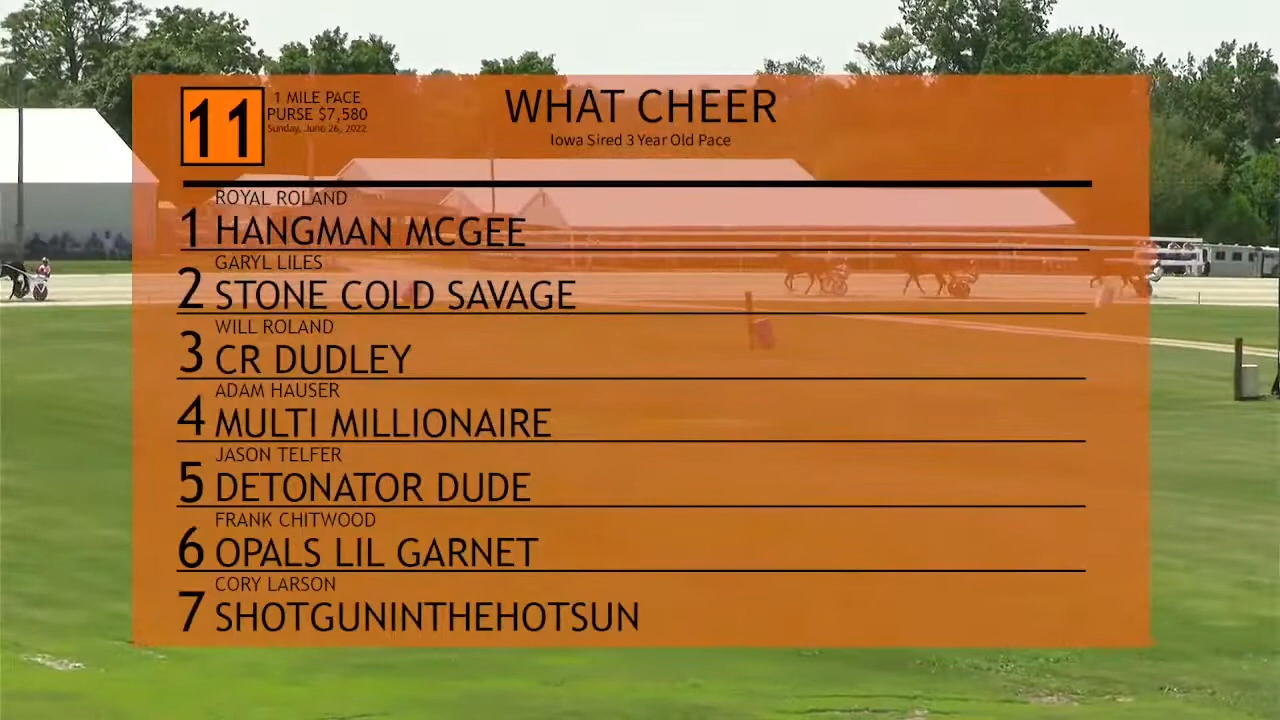 11
1 MILE PACE
PURSE $7,580
Sunday, June 26, 2022
WHAT CHEER
Iowa Sired 3 Year Old Pace
ROYAL ROLAND
1 HANGMAN MCGEE
GARYL LILES
2 STONE COLD SAVAGE
WILL ROLAND
3 CR DUDLEY
ADAM HAUSER
4 MULTI MILLIONAIRE
JASON TELFER
5 DETONATOR DUDE
FRANK CHITWOOD
6 OPALS LIL GARNET
CORY LARSON
7 SHOTGUNINTHEHOTSUN